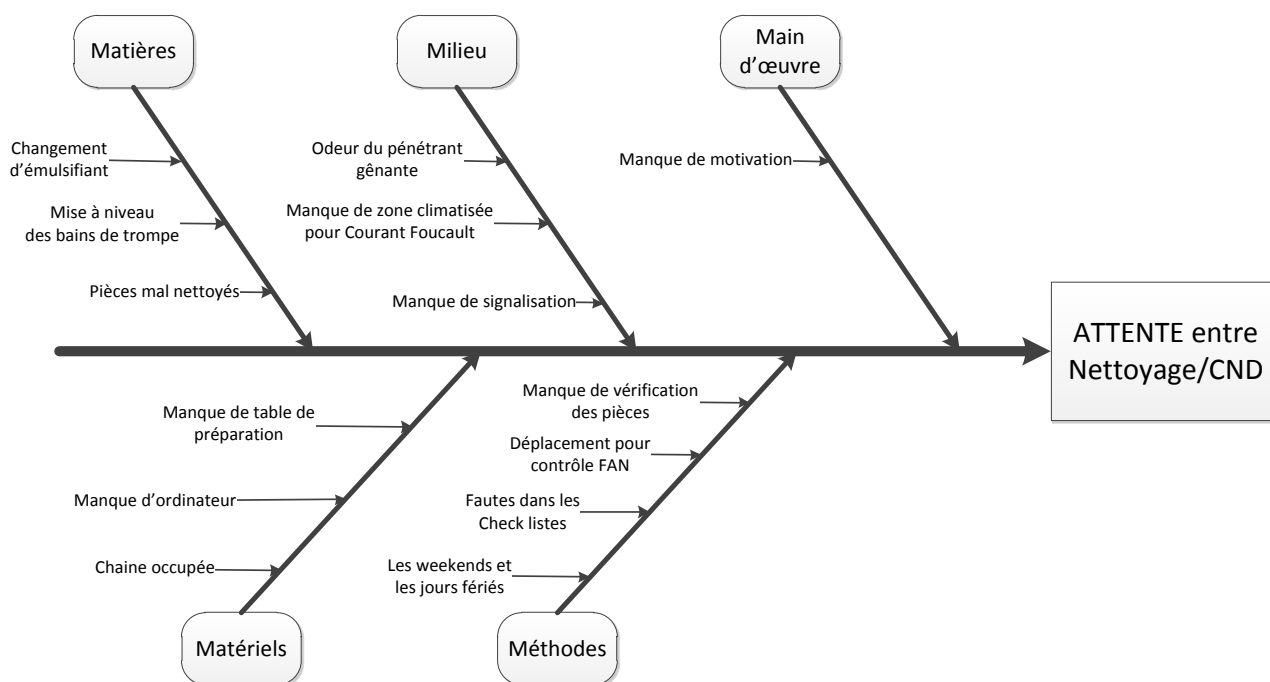 Matières
Milieu
Main
d'œuvre
Changement
d'émulsifiant
Mise à niveau
des bains de trompe
Pièces mal nettoyés
Odeur du pénétrant
gênante
Manque de zone climatisée
pour Courant Foucault
Manque de signalisation
Manque de motivation
ATTENTE entre
Nettoyage/CND
Manque de table de
préparation
Manque d'ordinateur
Chaine occupée
Manque de vérification
des pièces
Déplacement pour
contrôle FAN
Fautes dans les
Check listes
Les weekends et
les jours fériés
Matériels
Méthodes